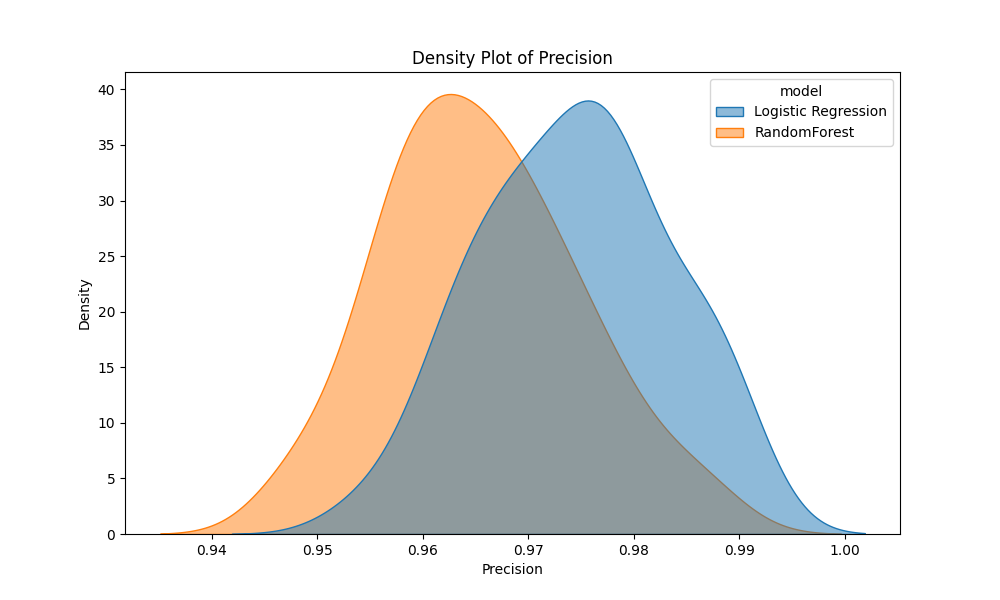 Density Plot of Precision
model
Logistic Regression
RandomForest
Density
40
35
30
25
20
15
10
5
0
0.94 0.95 0.96 0.97 0.98 0.99 1.00
Precision